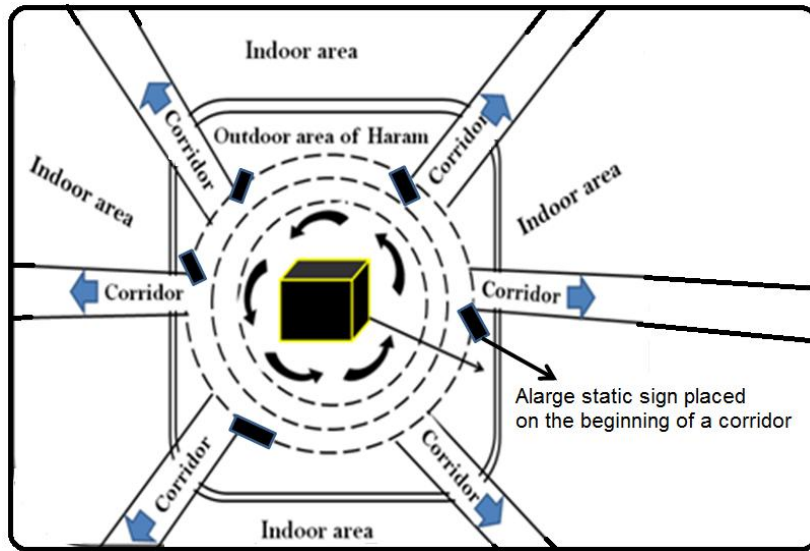 Indoor area
Outdoor area of Haram
Corridor
Corridor
Indoor area
Indoor area
Corridor
Corridor
Alarge static sign placed
on the beginning of a corridor
Corridor
Corridor
Indoor area